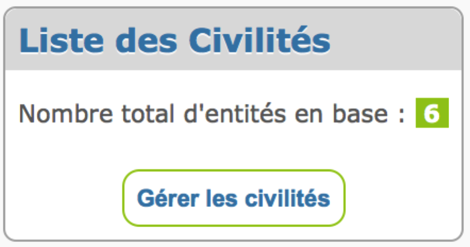 Liste des Civilités
Nombre total d'entités en base : 6
Gérer les civilités